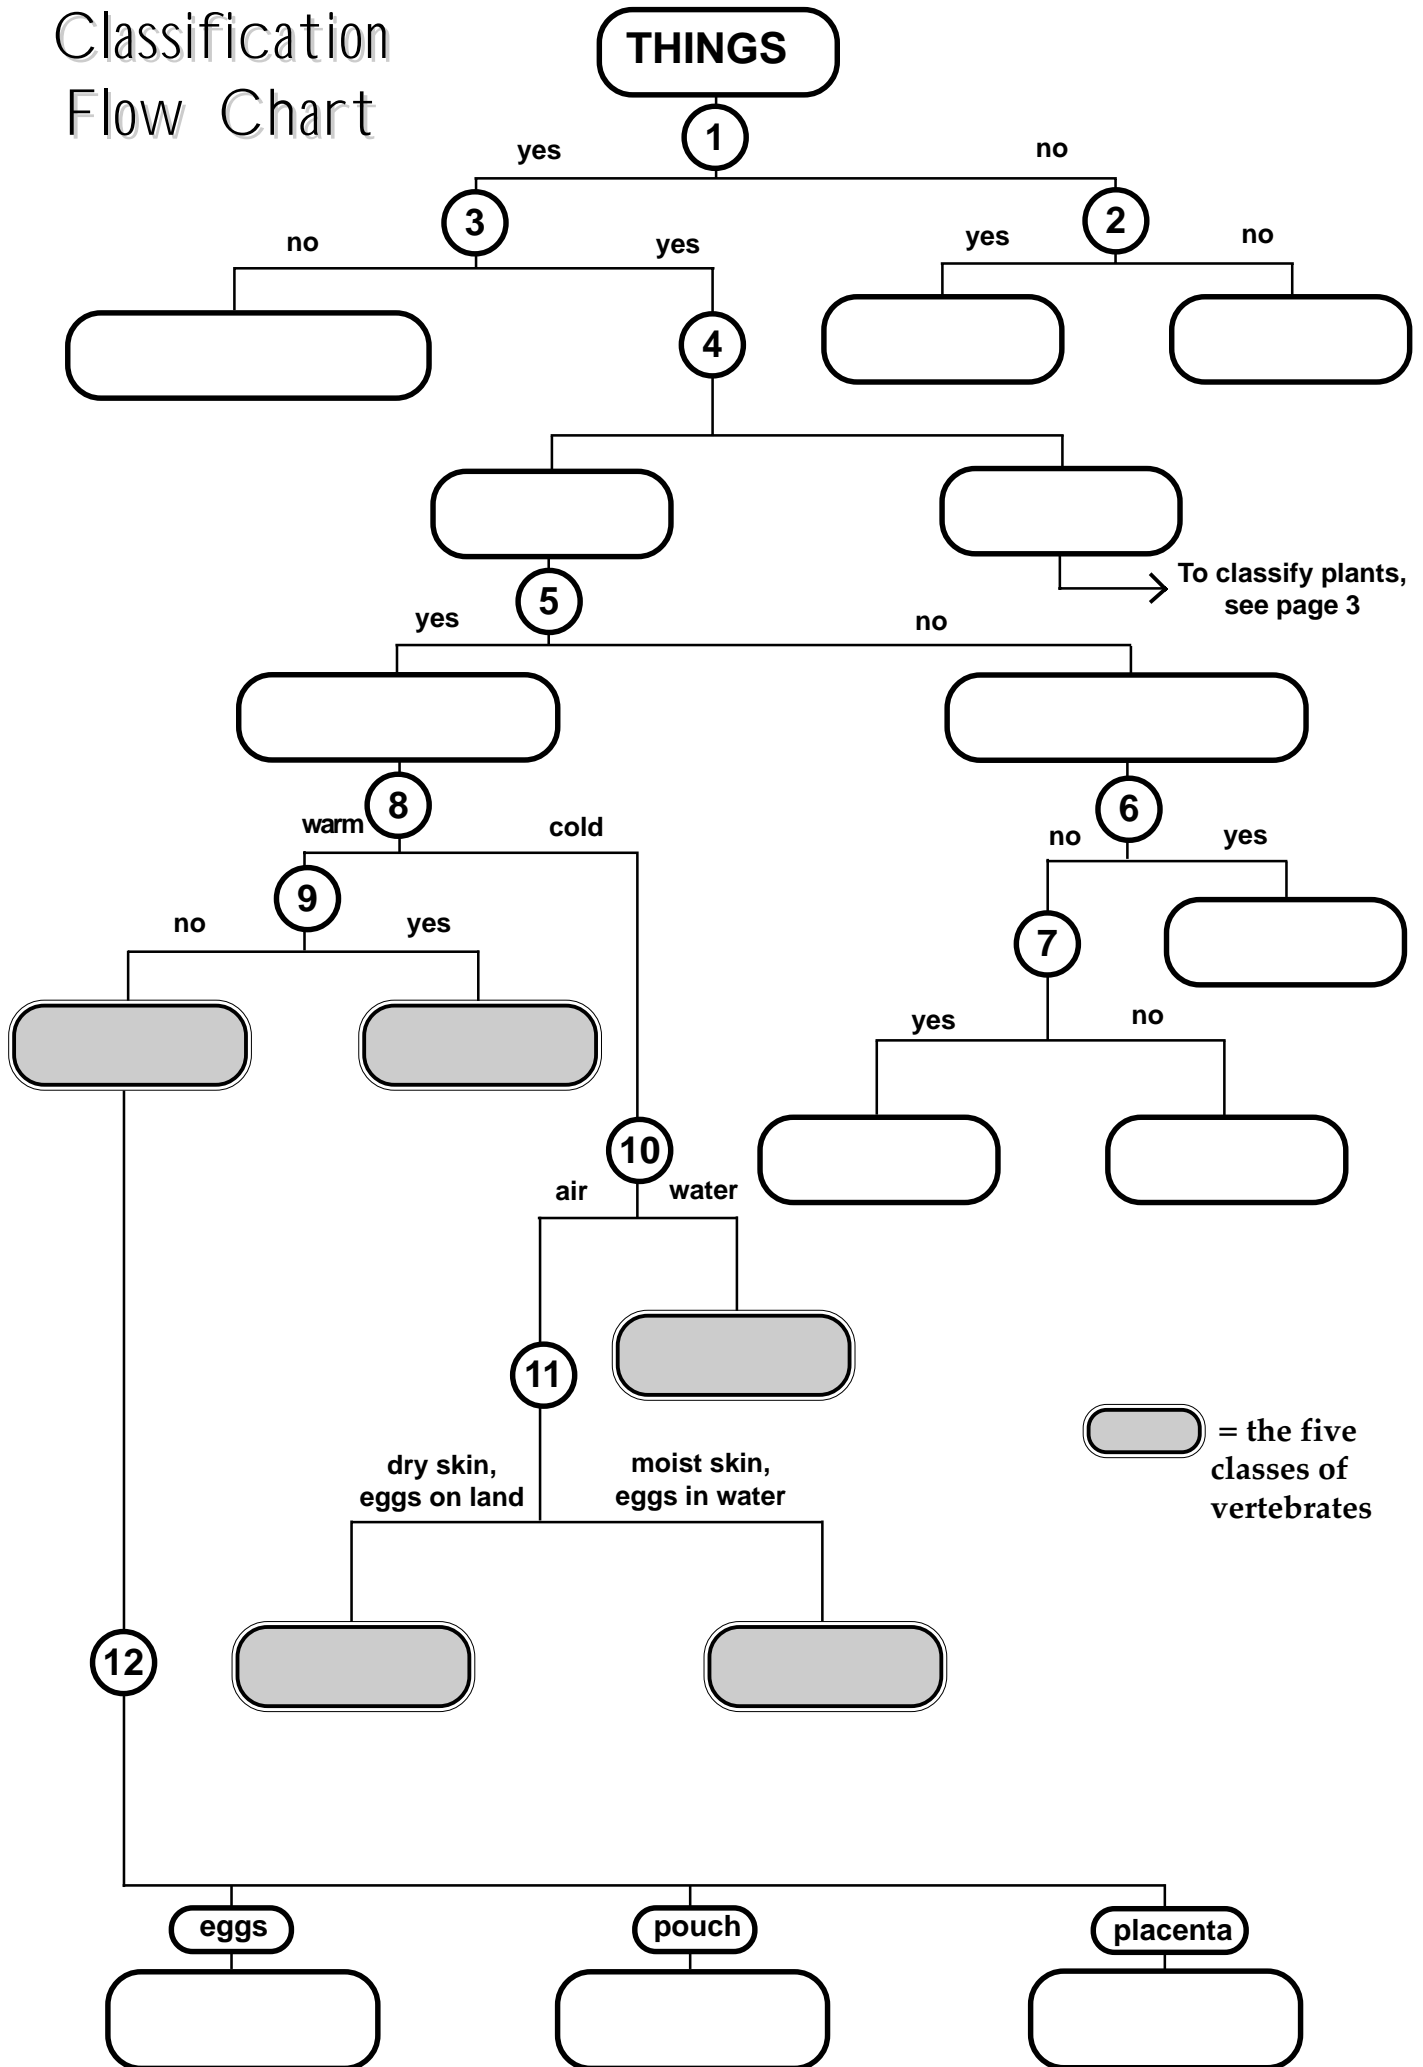 Classification
Flow Chart
THINGS
1
yes
no
3
2
no
yes
yes
no
4
To classify plants,
see page 3
5
yes
no
8
6
warm
cold
no
yes
9
7
no
yes
yes
no
10
air
water
11
dry skin,
eggs on land
moist skin,
eggs in water
= the five
classes of
vertebrates
12
eggs
pouch
placenta